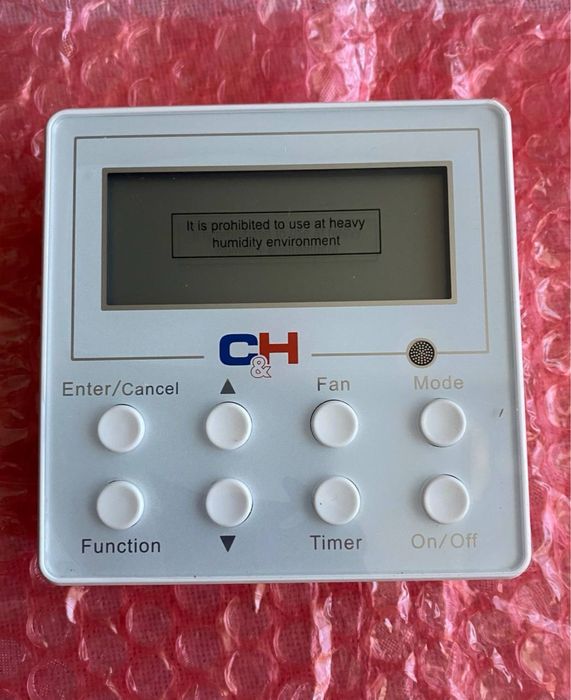 It is prohibited to use at heavy
humidity environment
C&H
Enter/Cancel ▲ Fan Mode
Function ▼ Timer On/Off